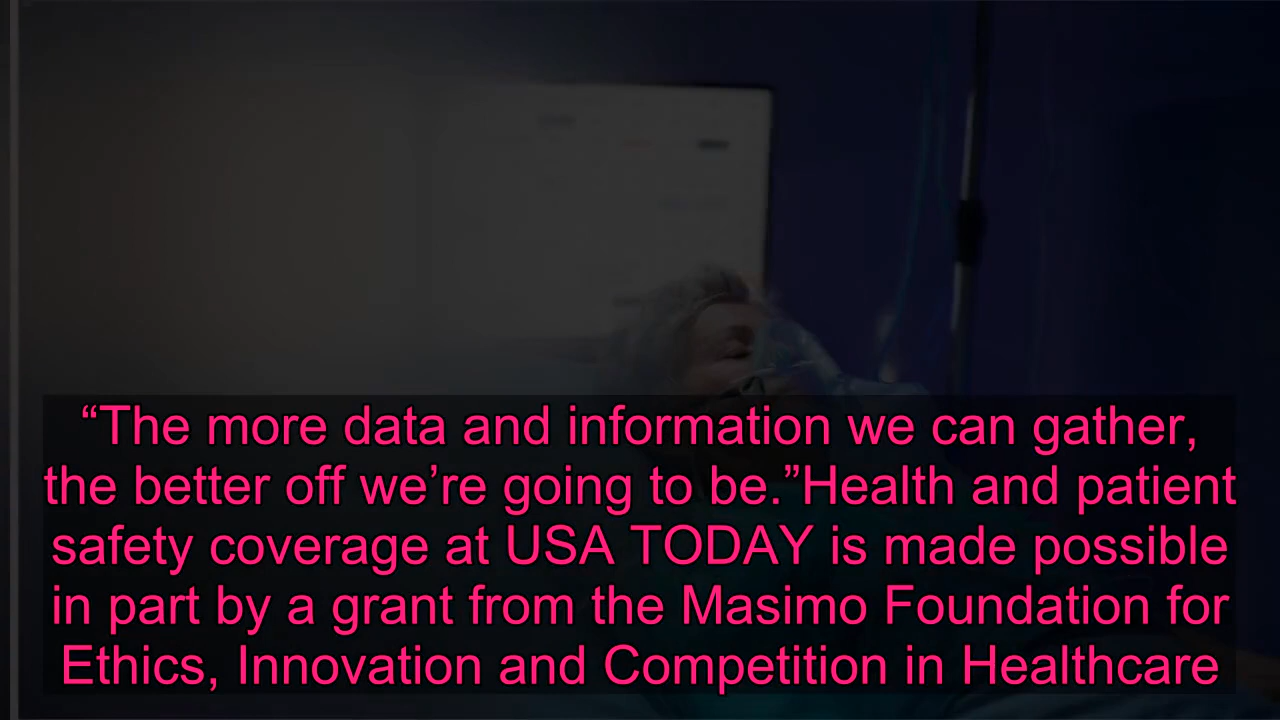 “The more data and information we can gather,
the better off we’re going to be.”Health and patient
safety coverage at USA TODAY is made possible
in part by a grant from the Masimo Foundation for
Ethics, Innovation and Competition in Healthcare